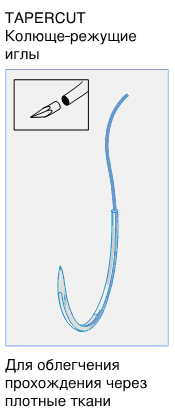 TAPERCUT
Колюще-режущие
иглы
Для облегчения
прохождения через
плотные ткани